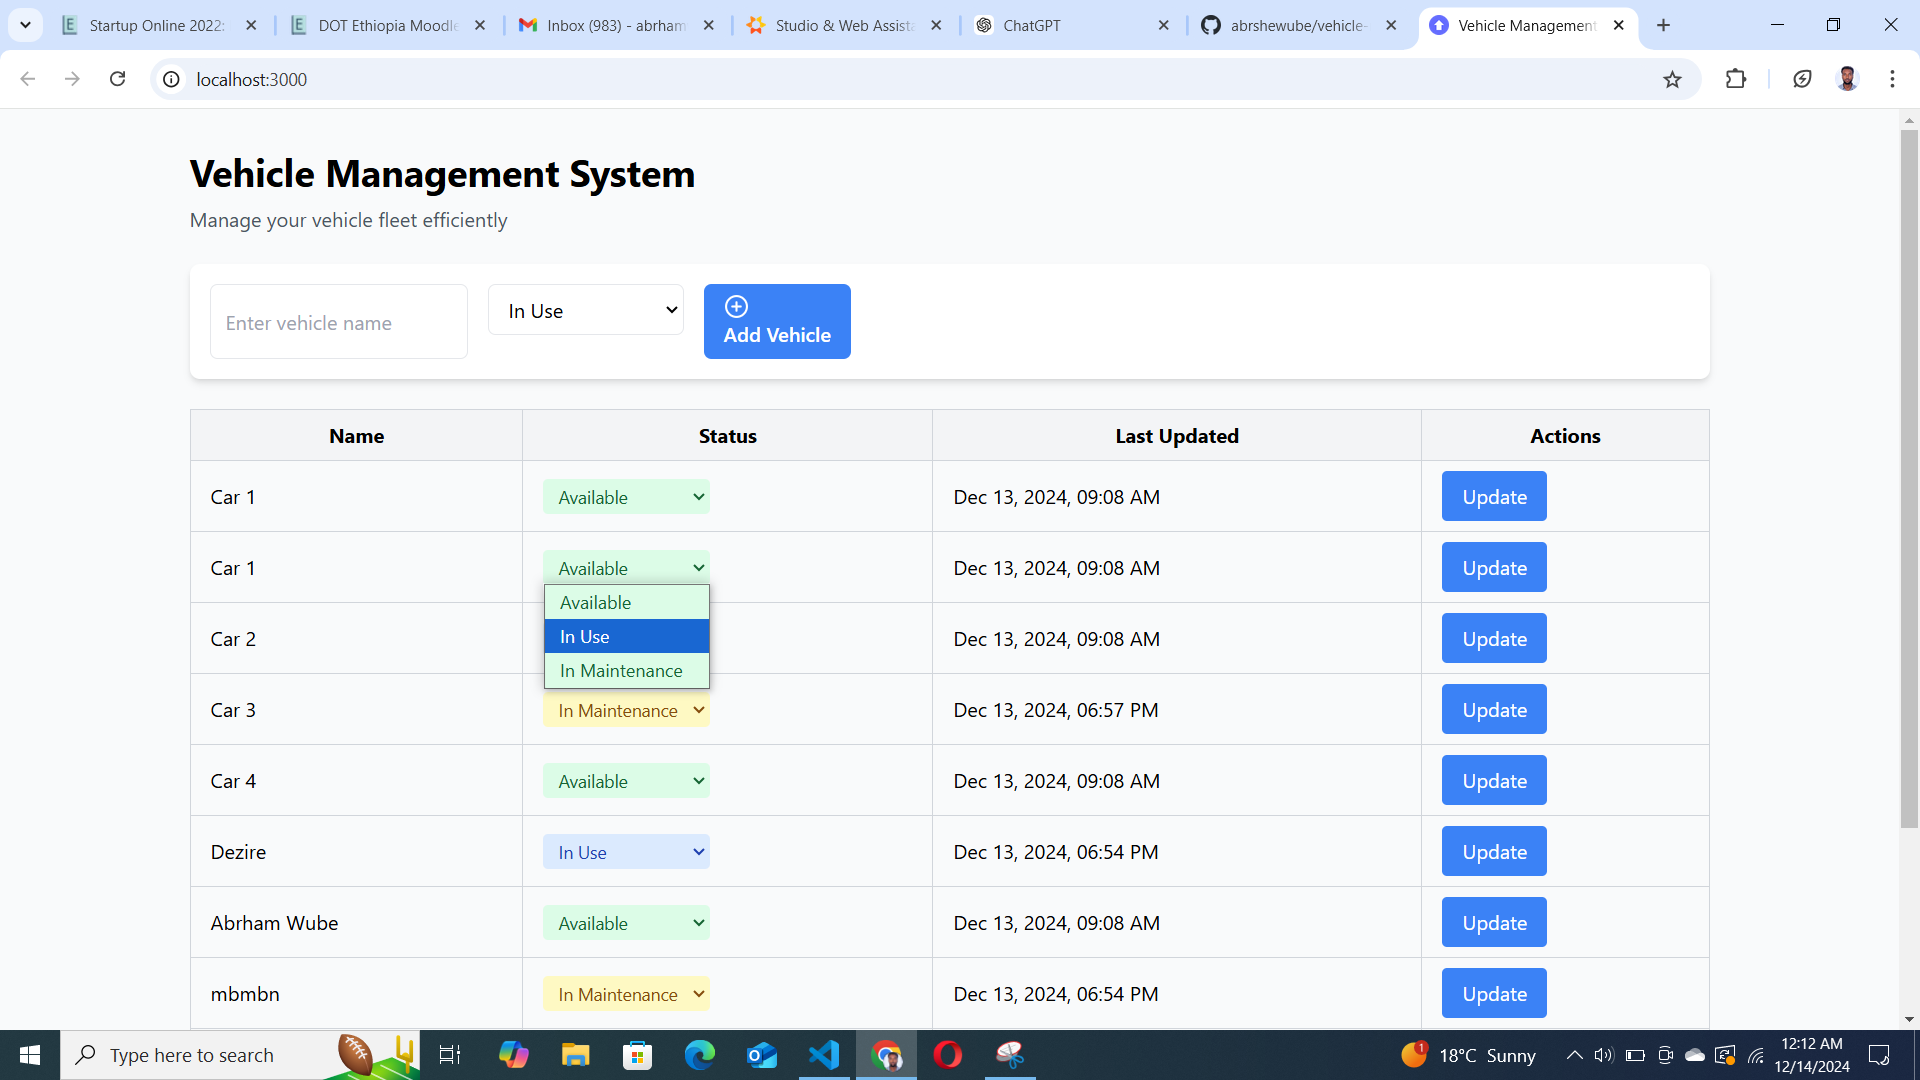 Startup Online 2022:
DOT Ethiopia Moodle
Inbox (983) - abrham
Studio & Web Assista
ChatGPT
abrshewube/vehicle-
Vehicle Management
localhost:3000
Vehicle Management System
Manage your vehicle fleet efficiently
Enter vehicle name
In Use
Add Vehicle
Name Status Last Updated Actions
Car 1 Available Dec 13, 2024, 09:08 AM Update
Car 1 Available Dec 13, 2024, 09:08 AM Update
Available
In Use
In Maintenance
Car 2 Dec 13, 2024, 09:08 AM Update
Car 3 In Maintenance Dec 13, 2024, 06:57 PM Update
Car 4 Available Dec 13, 2024, 09:08 AM Update
Dezire In Use Dec 13, 2024, 06:54 PM Update
Abrham Wube Available Dec 13, 2024, 09:08 AM Update
mbmbn In Maintenance Dec 13, 2024, 06:54 PM Update
Type here to search
1
18°C Sunny
12:12 AM
12/14/2024